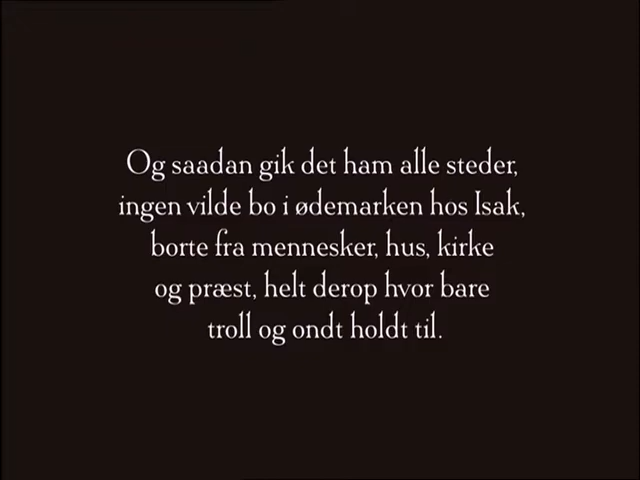 Og saadan gik det ham alle steder,
ingen vilde bo i ødemarken hos Isak,
borte fra mennesker, hus, kirke
og præst, helt derop hvor bare
troll og ondt holdt til.